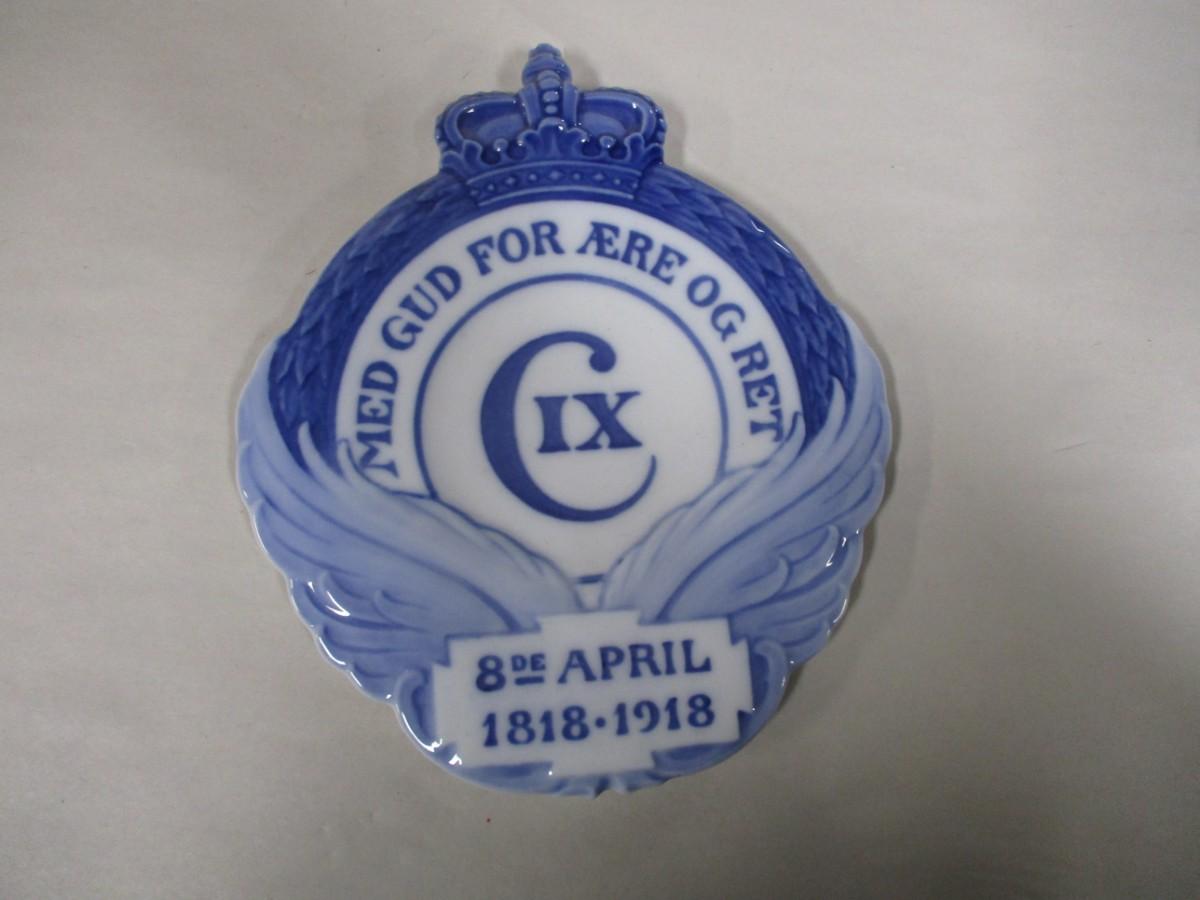 MED GUD FOR ÆRE OG RET
C IX
8DE APRIL
1818·1918